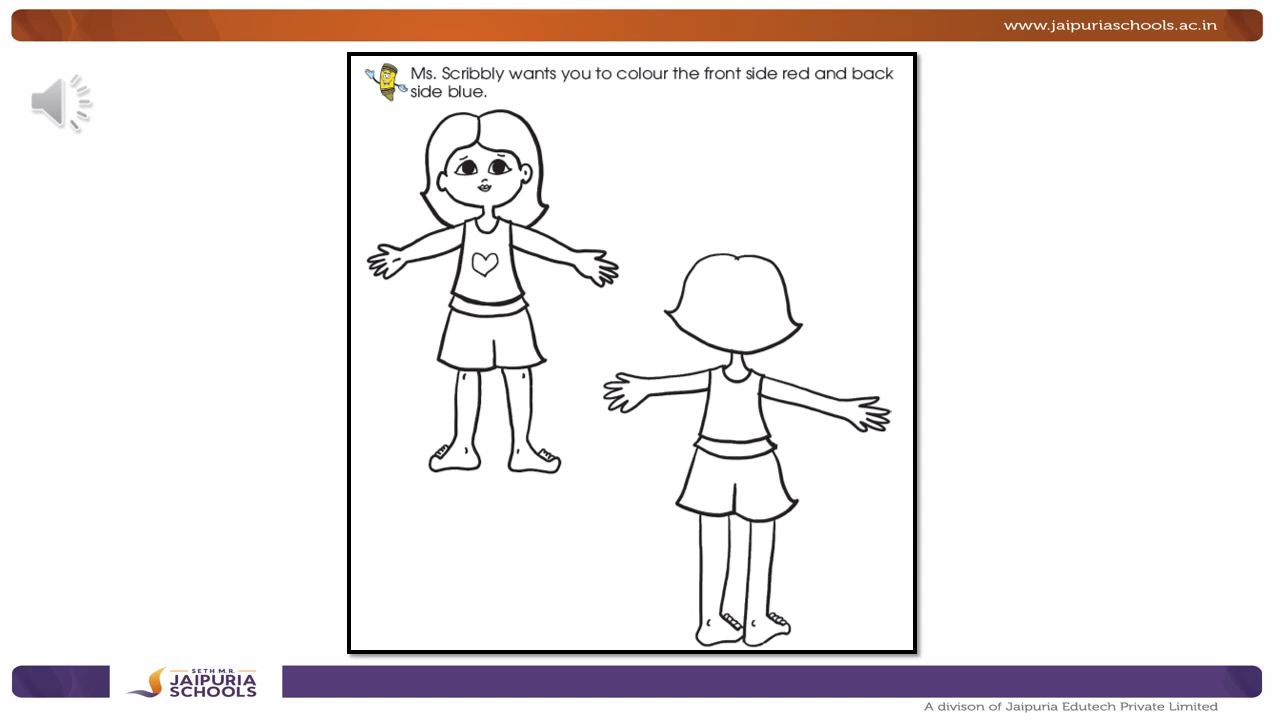 www.jaipuriaschools.ac.in
Ms. Scribbly wants you to colour the front side red and back
side blue.
SETH M.R.
JAIPURIA
SCHOOLS
A divison of Jaipuria Edutech Private Limited